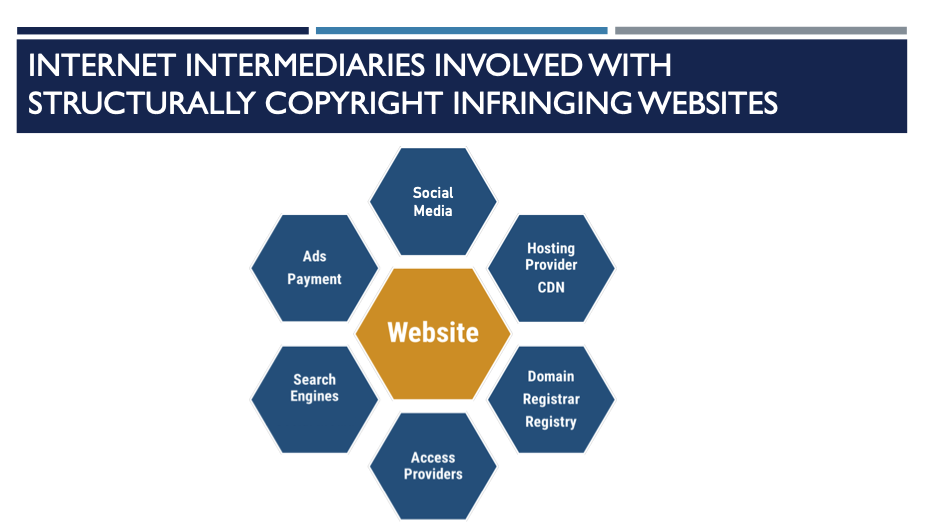 INTERNET INTERMEDIARIES INVOLVED WITH
STRUCTURALLY COPYRIGHT INFRINGING WEBSITES
Social
Media
Ads
Payment
Hosting
Provider
CDN
Website
Search
Engines
Domain
Registrar
Registry
Access
Providers